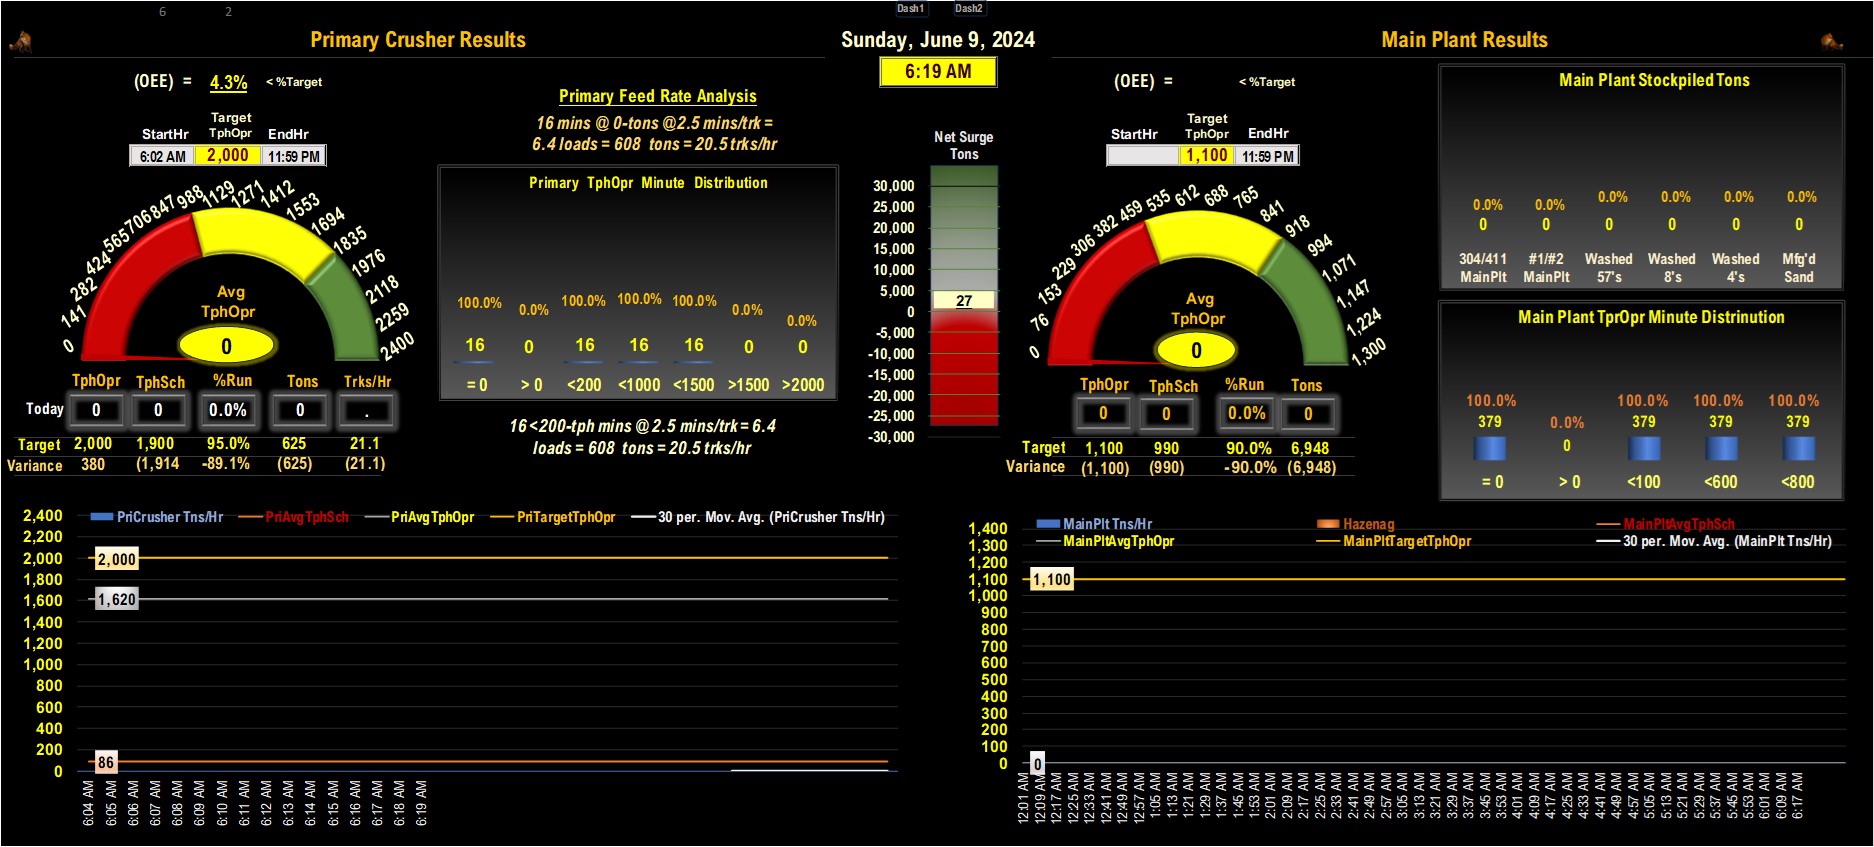 6 2
Dash1 Dash2
Primary Crusher Results
Sunday, June 9, 2024
Main Plant Results
6:19 AM
(OEE) = 4.3% < %Target
Target
StartHr TphOpr EndHr
6:02 AM 2,000 11:59 PM
988 1129 1271 1412
847 1553
706 1694
565 1835
424 1976
282 2118
141 2259
0 2400
Avg
TphOpr
0
TphOpr TphSch %Run Tons Trks/Hr
Today 0 0 0.0% 0 .
Target 2,000 1,900 95.0% 625 21.1
Variance 380 (1,914 -89.1% (625) (21.1)
Primary Feed Rate Analysis
16 mins @ 0-tons @2.5 mins/trk =
6.4 loads = 608 tons = 20.5 trks/hr
Primary TphOpr Minute Distribution
100.0% 0.0% 100.0% 100.0% 100.0% 0.0% 0.0%
16 0 16 16 16 0 0
= 0 > 0 <200 <1000 <1500 >1500 >2000
16 <200-tph mins @ 2.5 mins/trk = 6.4
loads = 608 tons = 20.5 trks/hr
Net Surge
Tons
30,000
25,000
20,000
15,000
10,000
5,000
27
0
-5,000
-10,000
-15,000
-20,000
-25,000
-30,000
(OEE) = < %Target
Target
StartHr TphOpr EndHr
1,100 11:59 PM
535 612 688 765
459 841
382 918
306 994
229 1,071
153 1,147
76 1,224
0 1,300
Avg
TphOpr
0
TphOpr TphSch %Run Tons
0 0 0.0% 0
Target 1,100 990 90.0% 6,948
Variance (1,100) (990) -90.0% (6,948)
Main Plant Stockpiled Tons
0.0% 0.0% 0.0% 0.0% 0.0% 0.0%
0 0 0 0 0 0
304/411 #1/#2 Washed Washed Washed Mfg'd
MainPlt MainPlt 57's 8's 4's Sand
Main Plant TprOpr Minute Distrinution
100.0% 0.0% 100.0% 100.0% 100.0%
379 0 379 379 379
= 0 > 0 <100 <600 <800
PriCrusher Tns/Hr PriAvgTphSch PriAvgTphOpr PriTargetTphOpr 30 per. Mov. Avg. (PriCrusher Tns/Hr)
2,400
2,200
2,000
1,800
1,600
1,400
1,200
1,000
800
600
400
200
0
2,000
1,620
86
6:04 AM 6:05 AM 6:06 AM 6:07 AM 6:08 AM 6:09 AM 6:10 AM 6:11 AM 6:12 AM 6:13 AM 6:14 AM 6:15 AM 6:16 AM 6:17 AM 6:18 AM 6:19 AM
MainPlt Tns/Hr Hazenag MainPltAvgTphSch
MainPltAvgTphOpr MainPltTargetTphOpr 30 per. Mov. Avg. (MainPlt Tns/Hr)
1,400
1,300
1,200
1,100
1,000
900
800
700
600
500
400
300
200
100
0
1,100
0
12:01 AM 12:09 AM 12:17 AM 12:25 AM 12:33 AM 12:41 AM 12:49 AM 12:57 AM 1:05 AM 1:13 AM 1:21 AM 1:29 AM 1:37 AM 1:45 AM 1:53 AM 2:01 AM 2:09 AM 2:17 AM 2:25 AM 2:33 AM 2:41 AM 2:49 AM 2:57 AM 3:05 AM 3:13 AM 3:21 AM 3:29 AM 3:37 AM 3:45 AM 3:53 AM 4:01 AM 4:09 AM 4:17 AM 4:25 AM 4:33 AM 4:41 AM 4:49 AM 4:57 AM 5:05 AM 5:13 AM 5:21 AM 5:29 AM 5:37 AM 5:45 AM 5:53 AM 6:01 AM 6:09 AM 6:17 AM